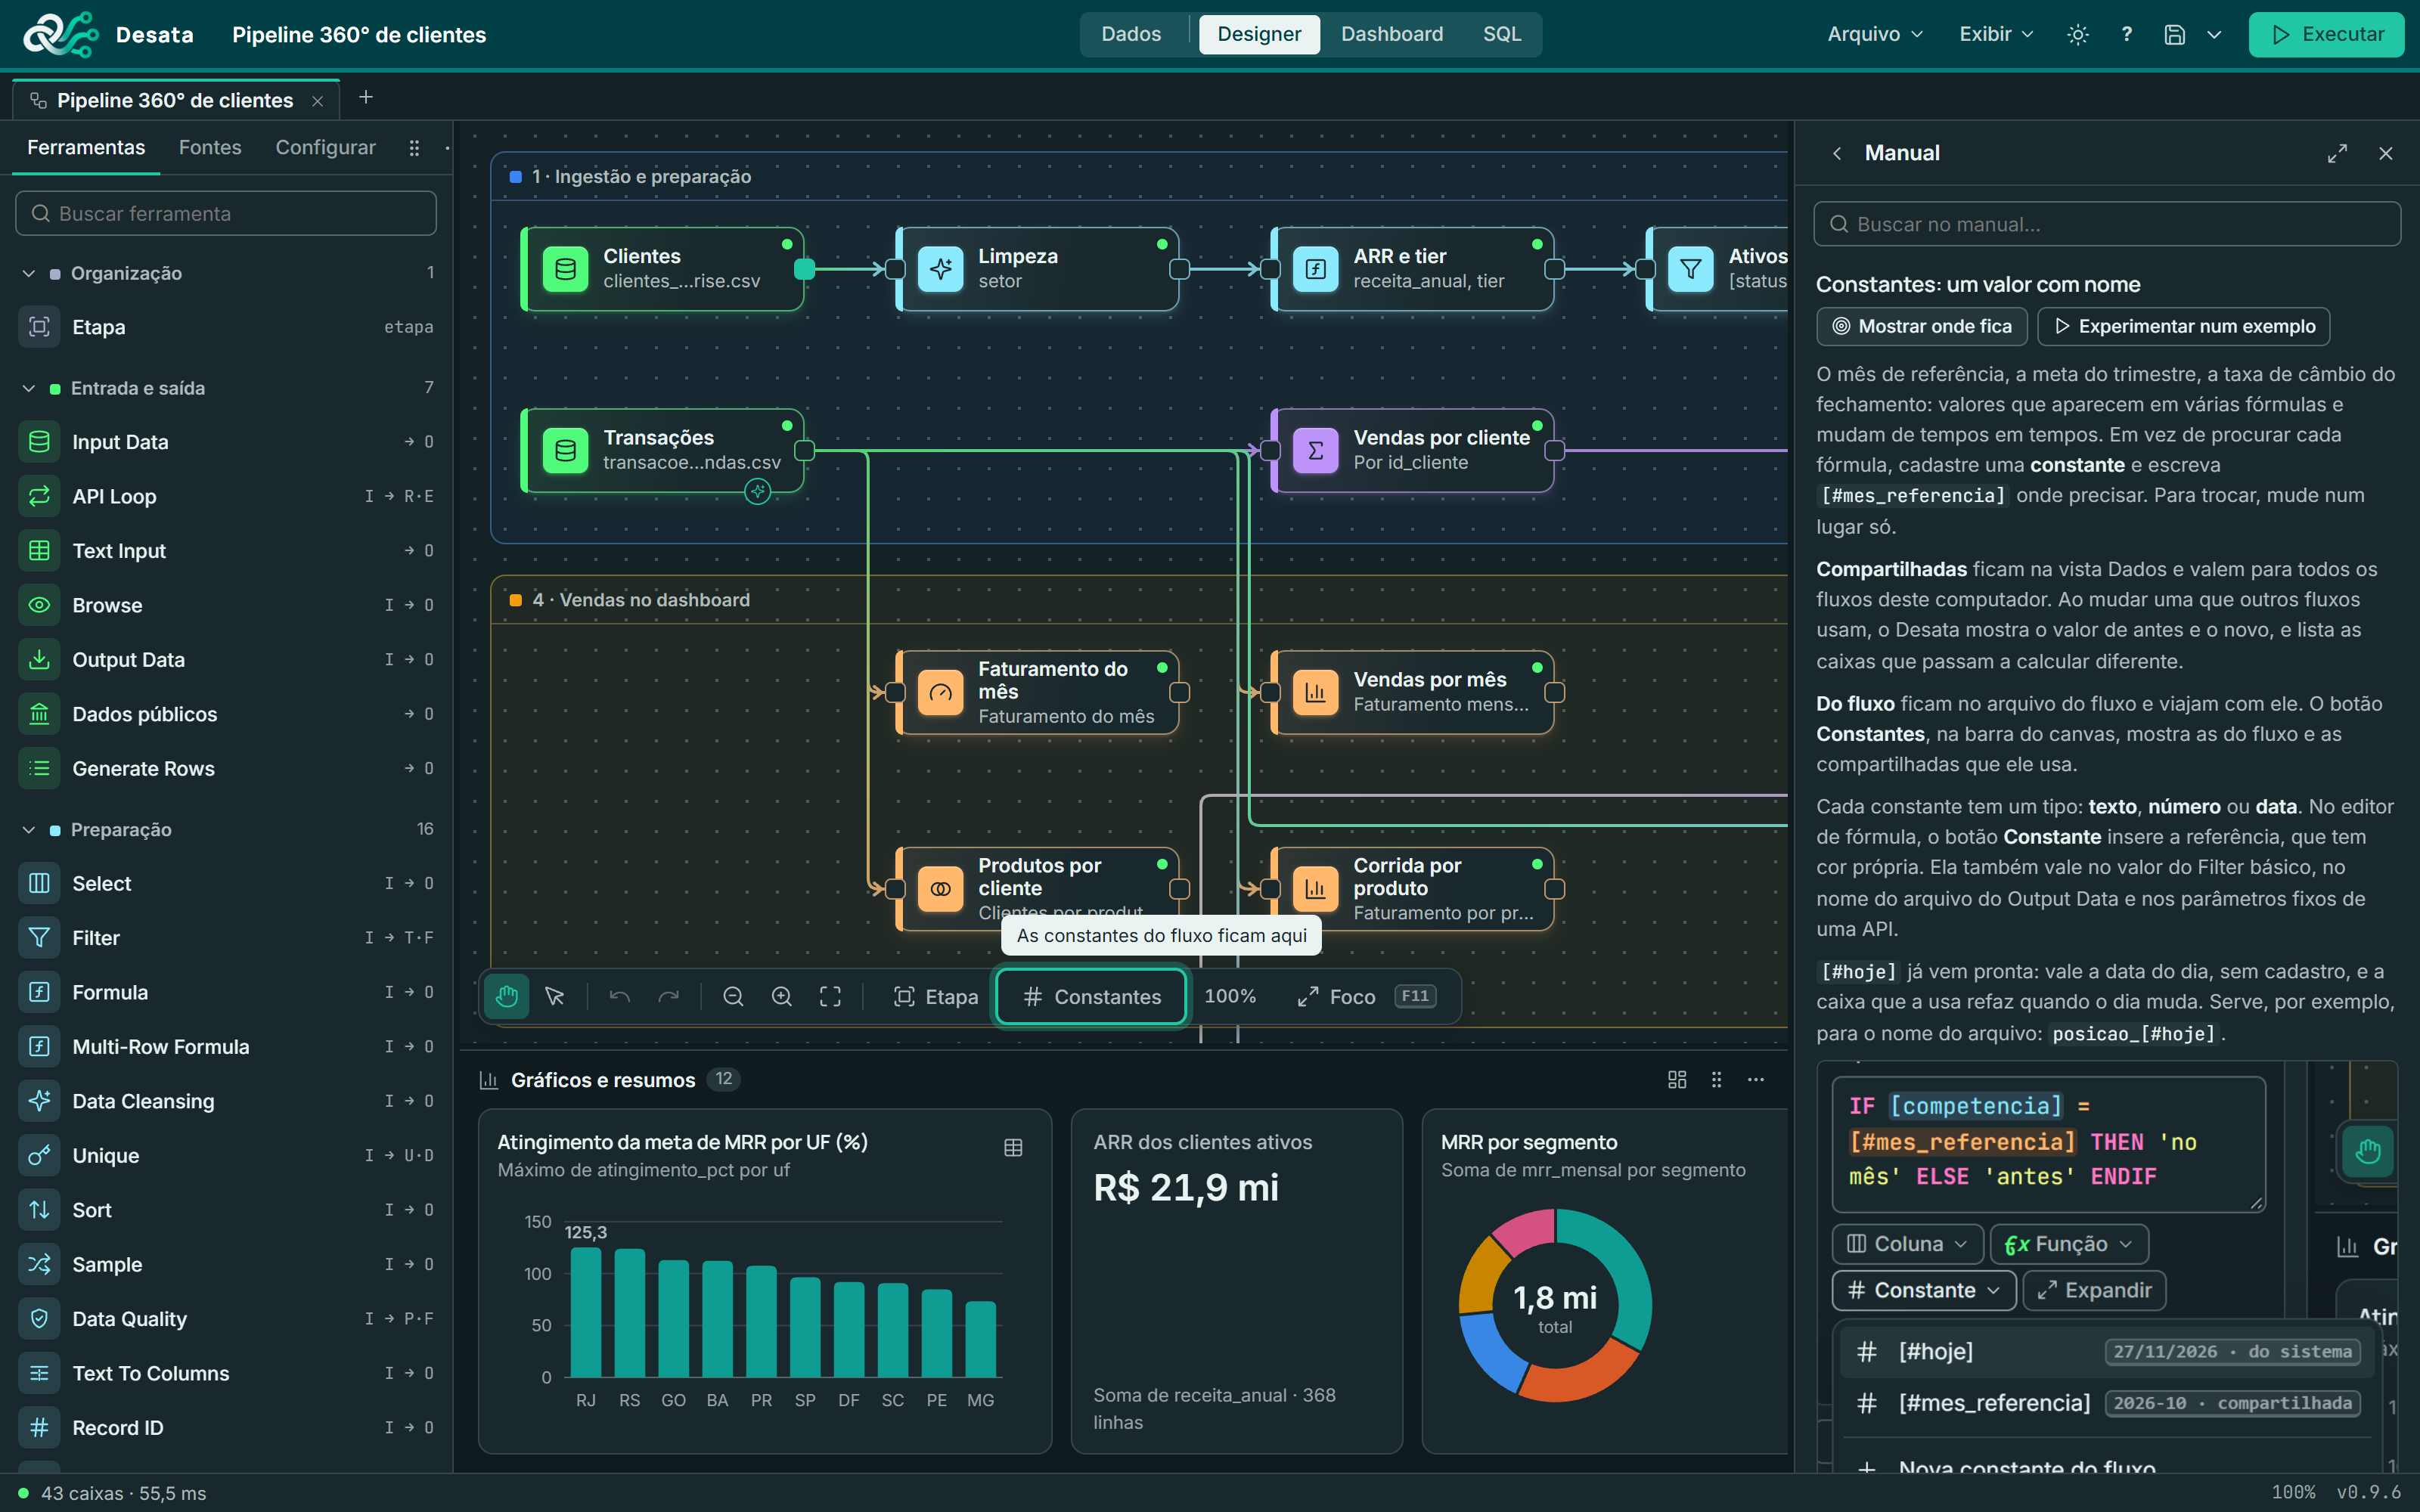 Desata
Pipeline 360° de clientes
Dados
Designer
Dashboard
SQL
Arquivo
Exibir
?
Executar
Pipeline 360° de clientes
Ferramentas
Fontes
Configurar
Buscar ferramenta
Organização 1
Etapa etapa
Entrada e saída 7
Input Data → O
API Loop I → R·E
Text Input → O
Browse I → O
Output Data I → O
Dados públicos → O
Generate Rows → O
Preparação 16
Select I → O
Filter I → T·F
Formula I → O
Multi-Row Formula I → O
Data Cleansing I → O
Unique I → U·D
Sort I → O
Sample I → O
Data Quality I → P·F
Text To Columns I → O
Record ID I → O
1 · Ingestão e preparação
Clientes
clientes_...rise.csv
Limpeza
setor
ARR e tier
receita_anual, tier
Ativos
[status
Transações
transacoe...ndas.csv
Vendas por cliente
Por id_cliente
4 · Vendas no dashboard
Faturamento do
mês
Faturamento do mês
Vendas por mês
Faturamento mens...
Produtos por
cliente
Clientes por produt
Corrida por
produto
Faturamento por pr...
As constantes do fluxo ficam aqui
Etapa
Constantes
100%
Foco F11
Gráficos e resumos 12
Atingimento da meta de MRR por UF (%)
Máximo de atingimento_pct por uf
150
125,3
100
50
0
RJ RS GO BA PR SP DF SC PE MG
ARR dos clientes ativos
R$ 21,9 mi
Soma de receita_anual · 368
linhas
MRR por segmento
Soma de mrr_mensal por segmento
1,8 mi
total
Manual
Buscar no manual...
Constantes: um valor com nome
Mostrar onde fica
Experimentar num exemplo
O mês de referência, a meta do trimestre, a taxa de câmbio do
fechamento: valores que aparecem em várias fórmulas e
mudam de tempos em tempos. Em vez de procurar cada
fórmula, cadastre uma constante e escreva
[#mes_referencia] onde precisar. Para trocar, mude num
lugar só.
Compartilhadas ficam na vista Dados e valem para todos os
fluxos deste computador. Ao mudar uma que outros fluxos
usam, o Desata mostra o valor de antes e o novo, e lista as
caixas que passam a calcular diferente.
Do fluxo ficam no arquivo do fluxo e viajam com ele. O botão
Constantes, na barra do canvas, mostra as do fluxo e as
compartilhadas que ele usa.
Cada constante tem um tipo: texto, número ou data. No editor
de fórmula, o botão Constante insere a referência, que tem
cor própria. Ela também vale no valor do Filter básico, no
nome do arquivo do Output Data e nos parâmetros fixos de
uma API.
[#hoje] já vem pronta: vale a data do dia, sem cadastro, e a
caixa que a usa refaz quando o dia muda. Serve, por exemplo,
para o nome do arquivo: posicao_[#hoje].
IF [competencia] =
[#mes_referencia] THEN 'no
mês' ELSE 'antes' ENDIF
Coluna
fx Função
Constante
Expandir
Gr
Atin
áx
# [#hoje] 27/11/2026 · do sistema
# [#mes_referencia] 2026-10 · compartilhada
+ Nova constante do fluxo
43 caixas · 55,5 ms
100% v0.9.6